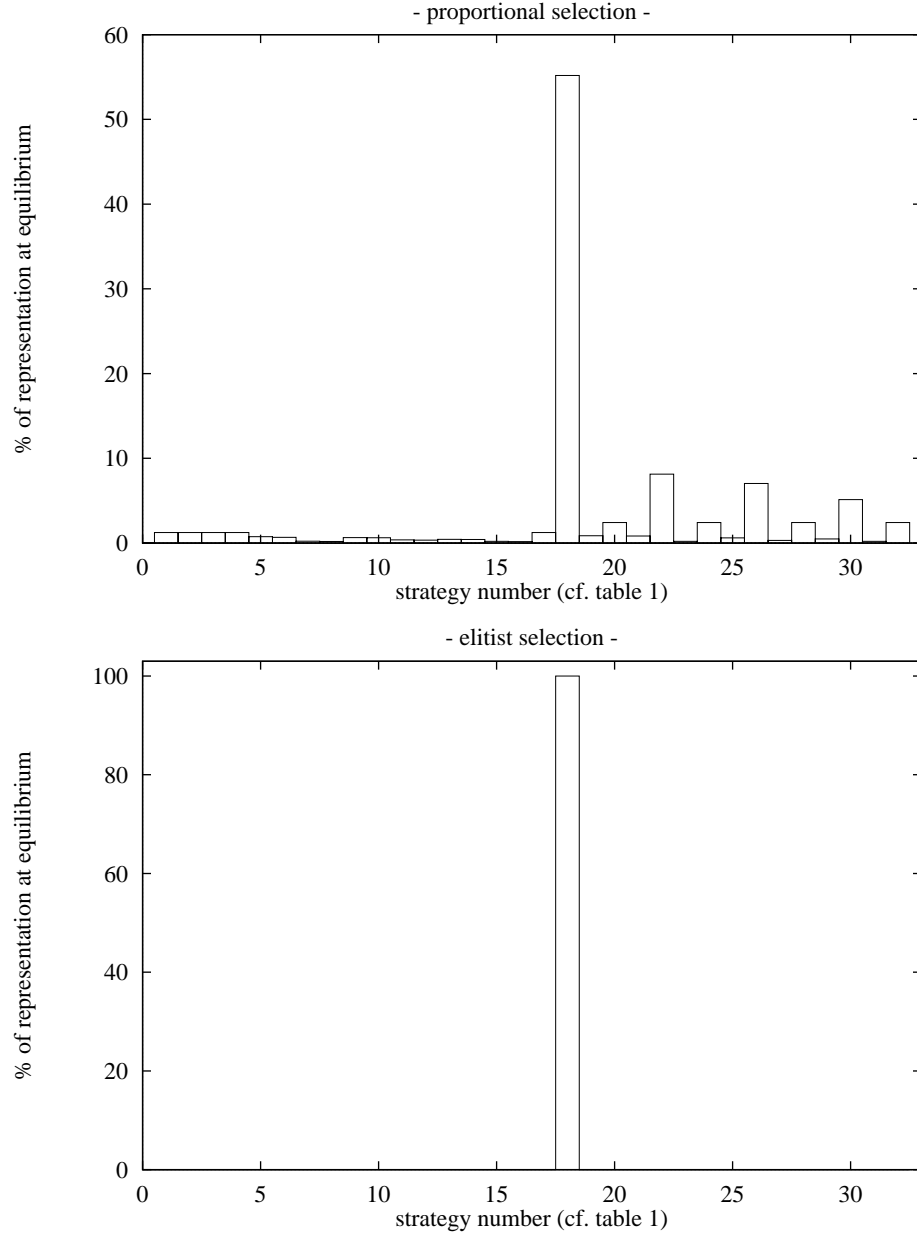 - proportional selection -
60
50
40
30
20
10
0
% of representation at equilibrium
0 5 10 15 20 25 30
strategy number (cf. table 1)
- elitist selection -
100
80
60
40
20
0
% of representation at equilibrium
0 5 10 15 20 25 30
strategy number (cf. table 1)